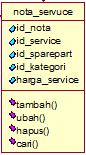 nota_servuce
id_nota
id_service
id_sparepart
id_kategori
harga_service
tambah()
ubah()
hapus()
cari()